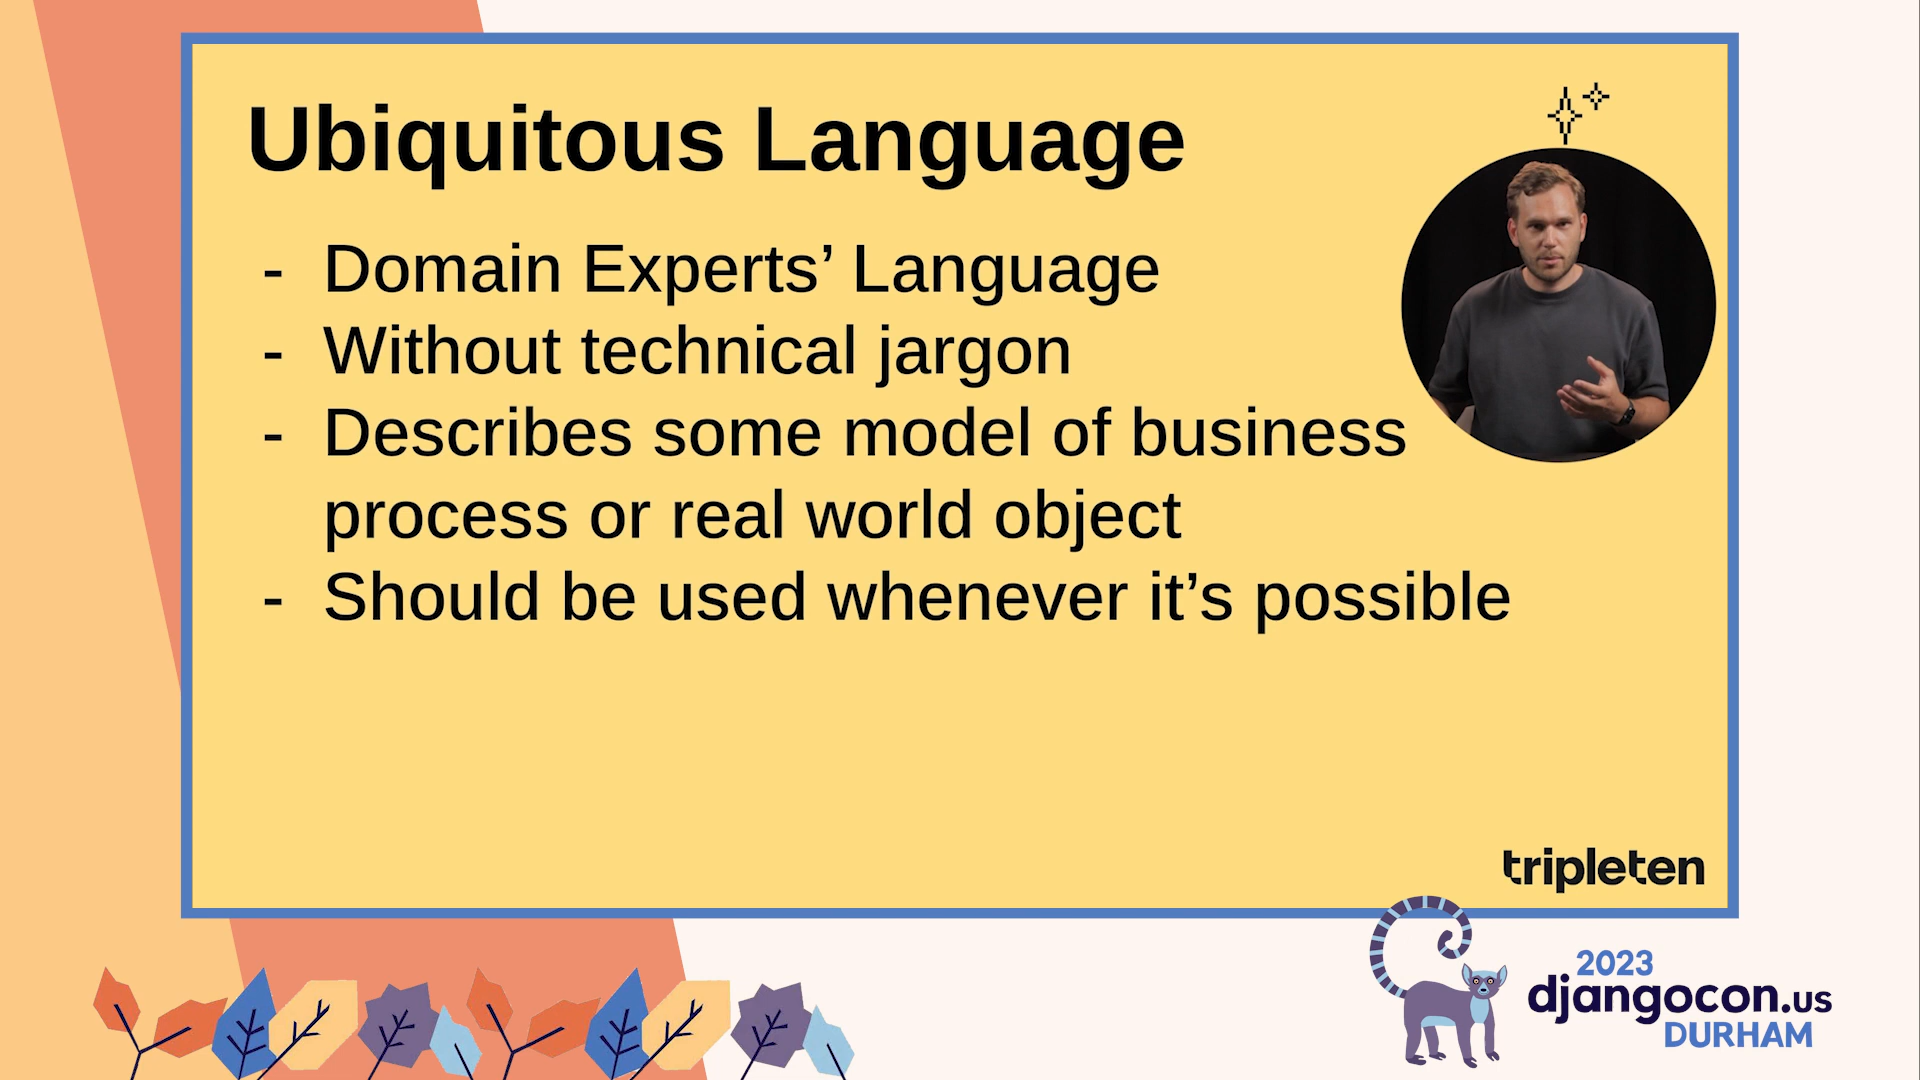 Ubiquitous Language
- Domain Experts’ Language
- Without technical jargon
- Describes some model of business
process or real world object
- Should be used whenever it’s possible
tripleten
2023
djangocon.us
DURHAM